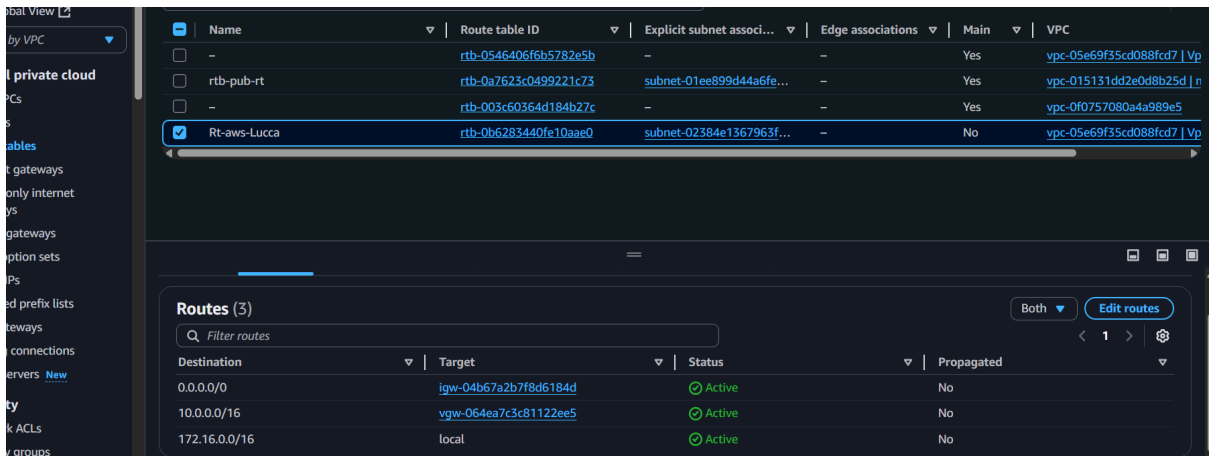 obal View
by VPC
Name Route table ID Explicit subnet associ... Edge associations Main VPC
– rtb-0546406f6b5782e5b – – Yes vpc-05e69f35cd088fcd7 | Vp
l private cloud
rtb-pub-rt rtb-0a7623c0499221c73 subnet-01ee899d44a6fe... – Yes vpc-015131dd2e0d8b25d | n
PCs
– rtb-003c60364d184b27c – – Yes vpc-0f0757080a4a989e5
s
Rt-aws-Lucca rtb-0b6283440fe10aae0 subnet-02384e1367963f... – No vpc-05e69f35cd088fcd7 | Vp
ables
t gateways
only internet
ys
gateways
option sets
IPs
ed prefix lists
teways
connections
servers New
ty
k ACLs
y groups
Routes (3) Both Edit routes
Filter routes 1
Destination Target Status Propagated
0.0.0.0/0 igw-04b67a2b7f8d6184d Active No
10.0.0.0/16 vgw-064ea7c3c81122ee5 Active No
172.16.0.0/16 local Active No